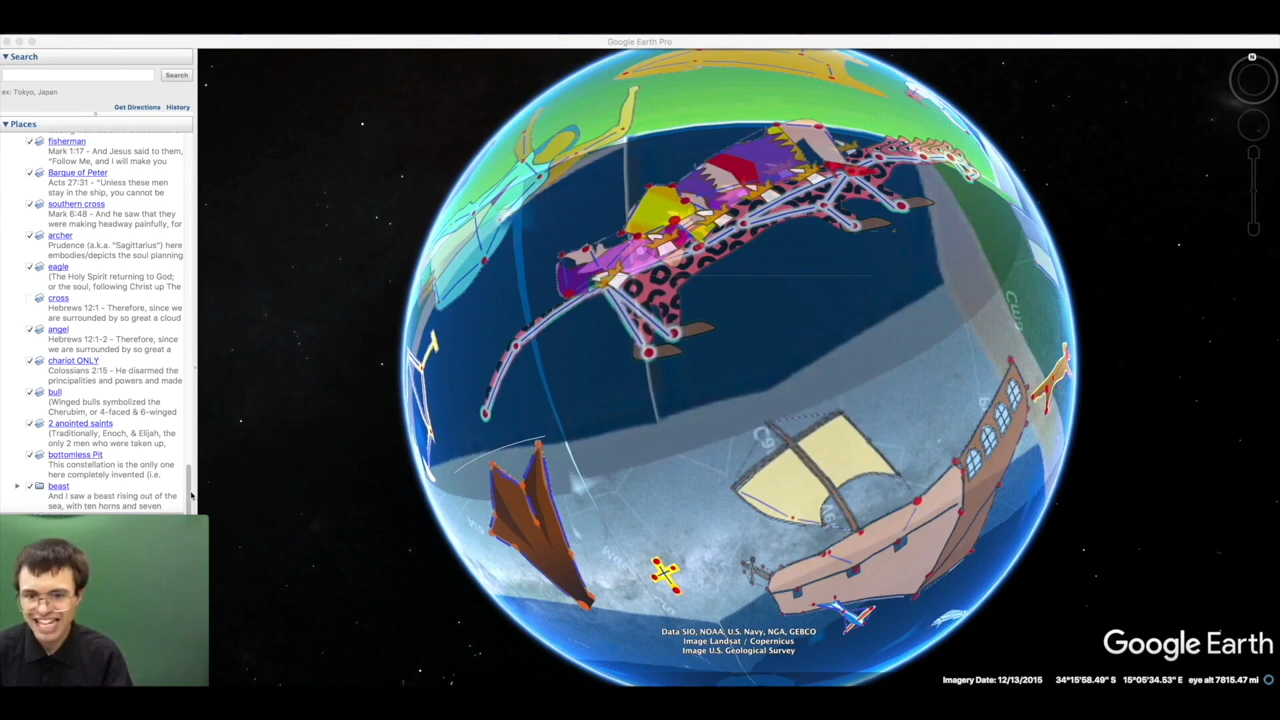 Google Earth Pro
Search
Search
ex: Tokyo, Japan
Get Directions History
Places
fisherman
Mark 1:17 - And Jesus said to them,
"Follow Me, and I will make you
Barque of Peter
Acts 27:31 - "Unless these men
stay in the ship, you cannot be
southern cross
Mark 6:48 - And he saw that they
were making headway painfully, for
archer
Prudence (a.k.a. "Sagittarius") here
embodies/depicts the soul planning
eagle
(The Holy Spirit returning to God;
or the soul, following Christ up The
cross
Hebrews 12:1 - Therefore, since we
are surrounded by so great a cloud
angel
Hebrews 12:1-2 - Therefore, since
we are surrounded by so great a
chariot ONLY
Colossians 2:15 - He disarmed the
principalities and powers and made
bull
(Winged bulls symbolized the
Cherubim, or 4-faced & 6-winged
2 anointed saints
(Traditionally, Enoch, & Elijah, the
only 2 men who were taken up,
bottomless Pit
This constellation is the onlly one
here completely invented (i.e.
beast
And I saw a beast rising out of the
sea, with ten horns and seven
N
Data SIO, NOAA, U.S. Navy, NGA, GEBCO
Image Landsat / Copernicus
Image U.S. Geological Survey
Google Earth
Imagery Date: 12/13/2015 34°15'58.49" S 15°05'34.53" E eye alt 7815.47 mi